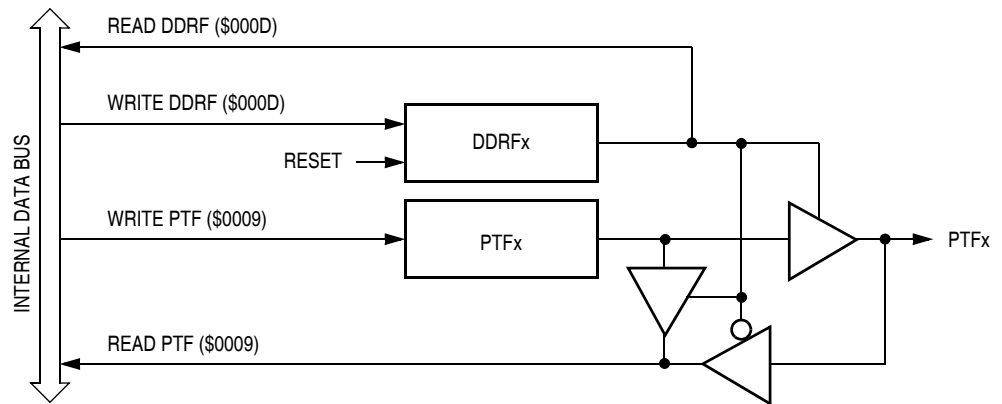 READ DDRF ($000D)
WRITE DDRF ($000D)
DDRFx
RESET
INTERNAL DATA BUS
WRITE PTF ($0009)
PTFx
PTFx
READ PTF ($0009)